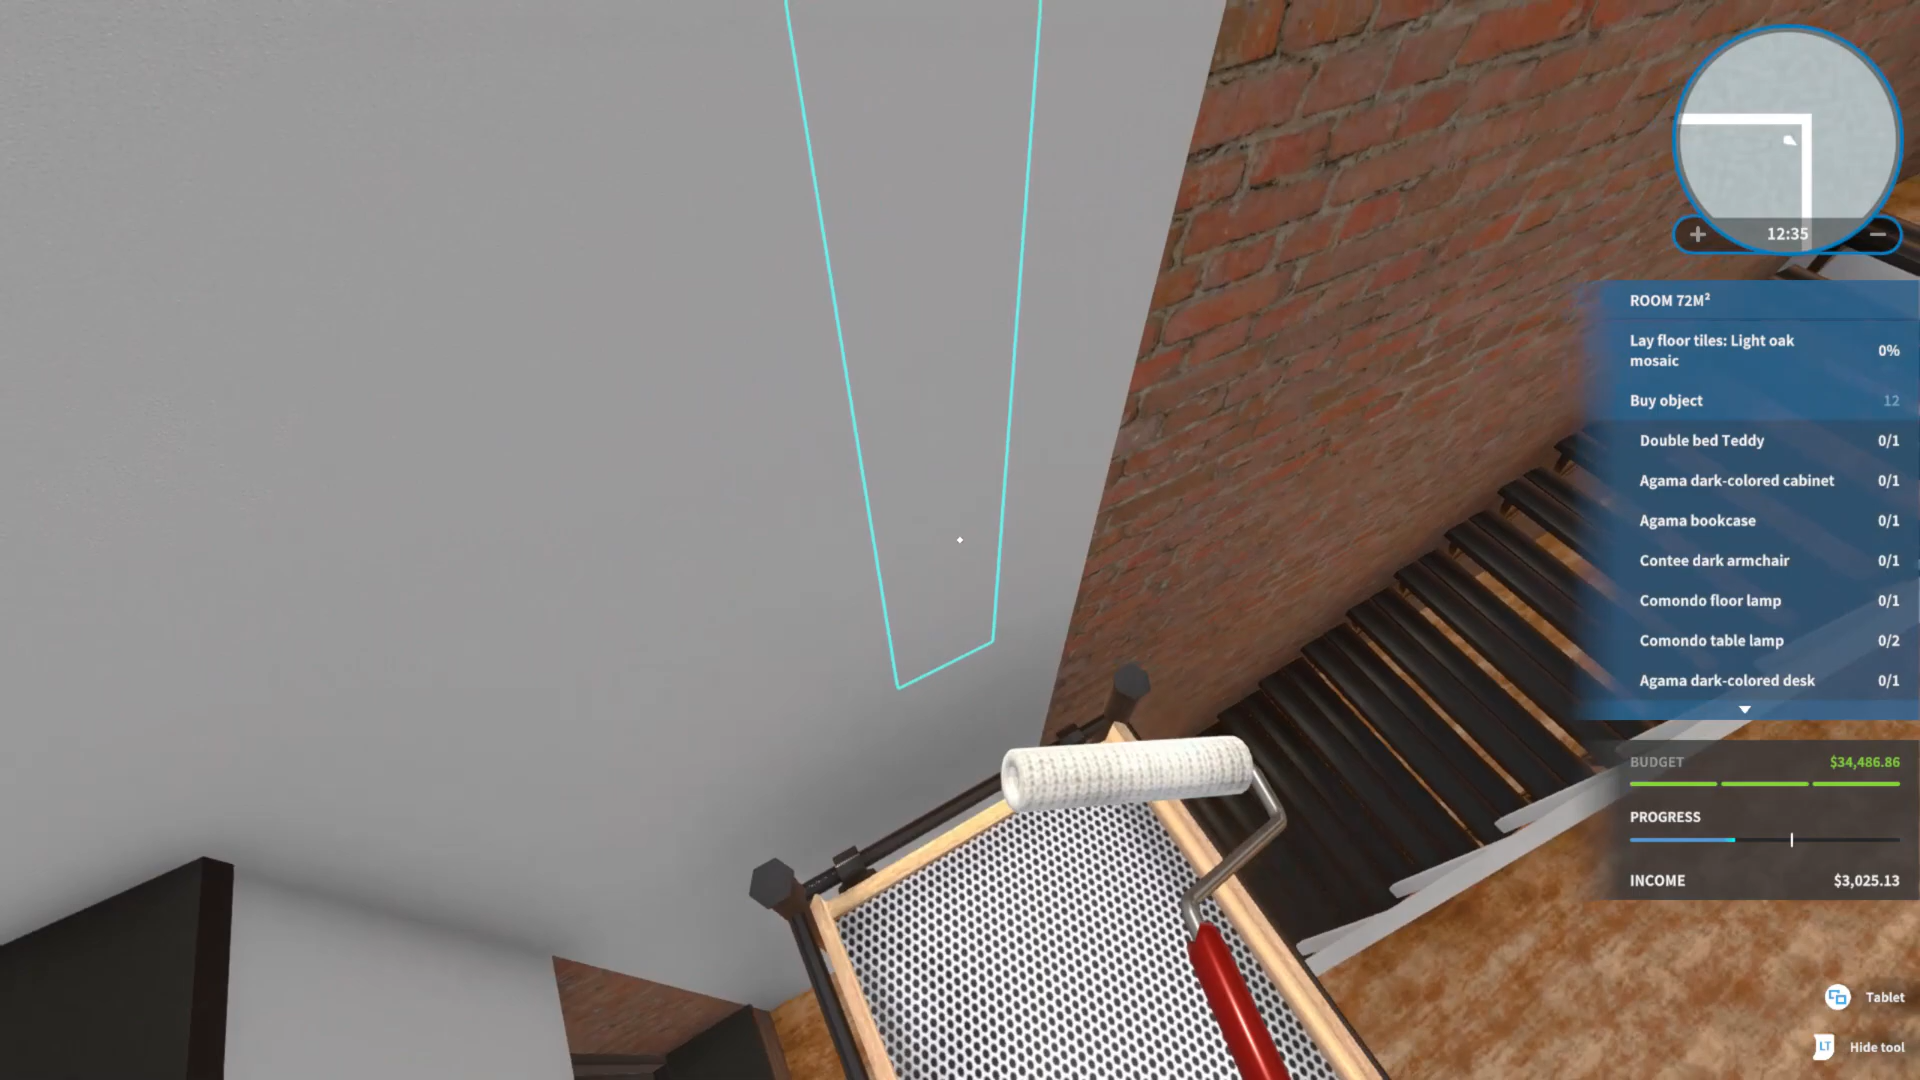 12:35
ROOM 72M²
Lay floor tiles: Light oak
mosaic 0%
Buy object 12
Double bed Teddy 0/1
Agama dark-colored cabinet 0/1
Agama bookcase 0/1
Contee dark armchair 0/1
Comondo floor lamp 0/1
Comondo table lamp 0/2
Agama dark-colored desk 0/1
BUDGET $34,486.86
PROGRESS
INCOME $3,025.13
Tablet
LT Hide tool